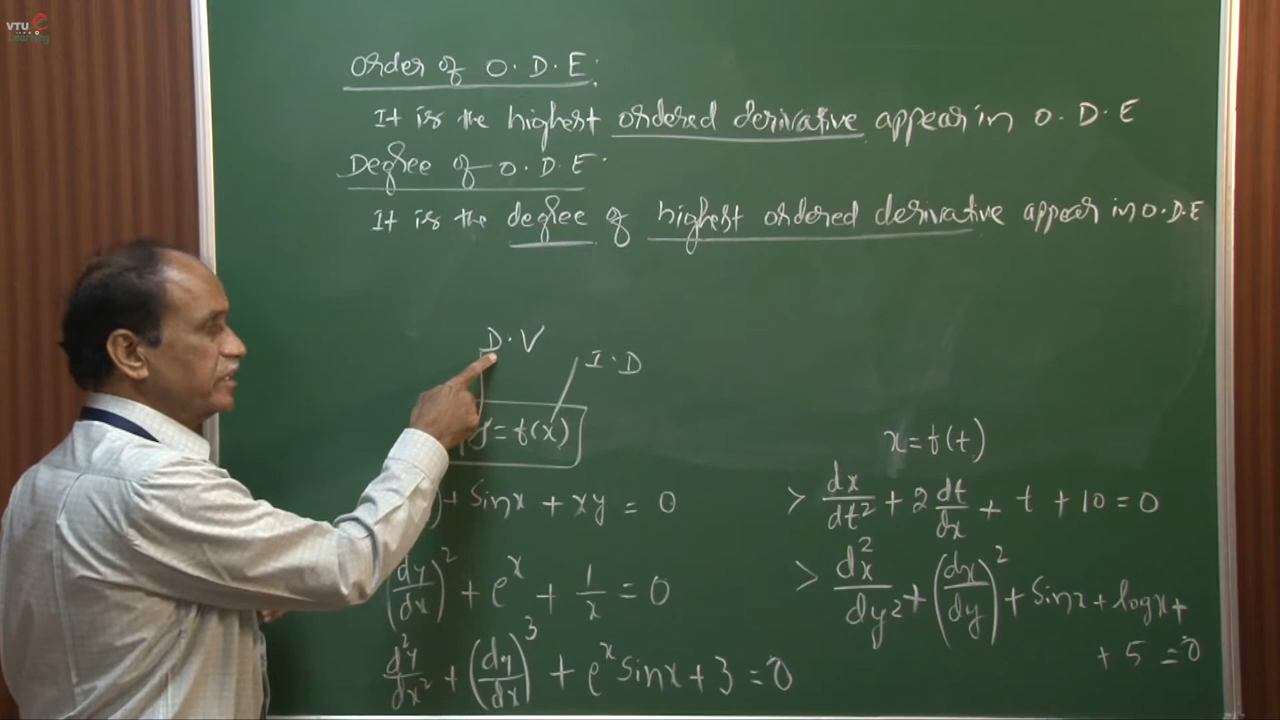 VTU e Learning
Order of O.D.E:
It is the highest ordered derivative appear in O.D.E
Degree of O.D.E.
It is the degree of highest ordered derivative appear in O.D.E
D.V
I.D
y=f(x)
+ Sinx + xy = 0
(dy/dx)² + e^x + 1/x = 0
d²y/dx² + (dy/dx)³ + e^x Sinx + 3 = 0
x=f(t)
> dx/dt² + 2 dt/dx + t + 10 = 0
> d²x/dy² + (dx/dy)² + Sinx + logx +
+ 5 = 0